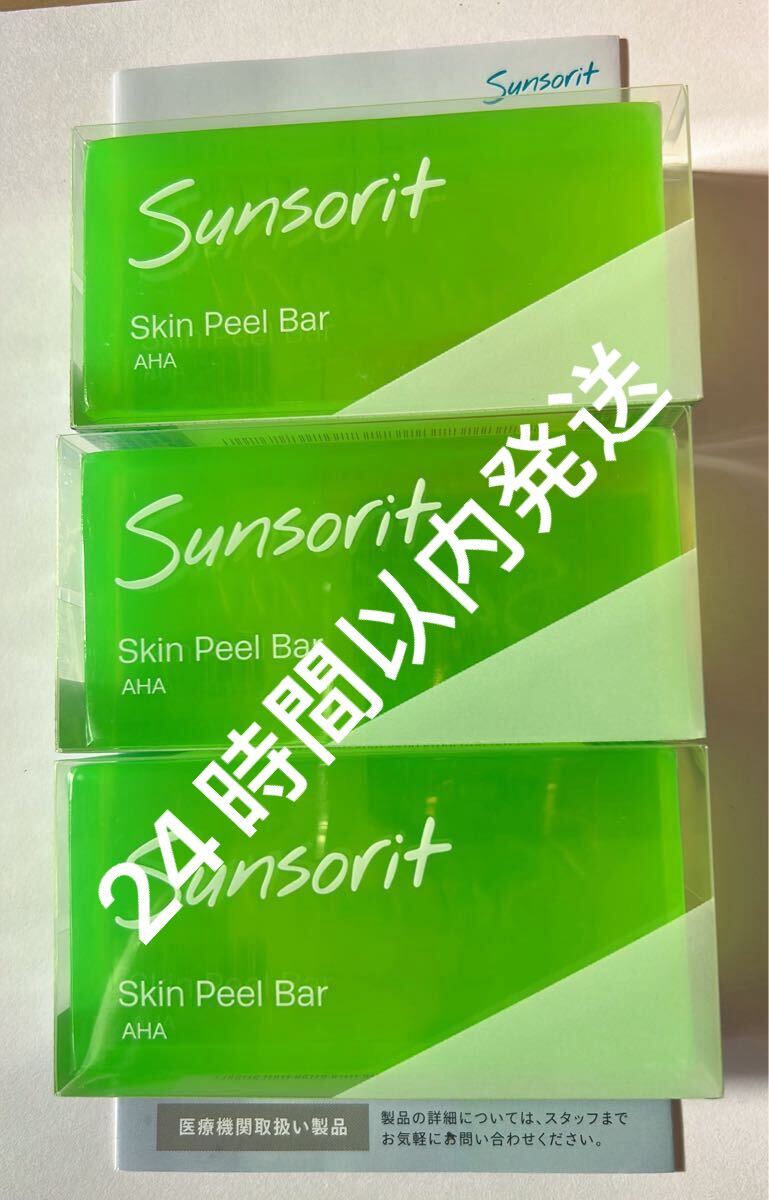 Sunsorit
Sunsorit
Skin Peel Bar
AHA
Sunsorit
Skin Peel Bar
AHA
24時間以内発送
Sunsorit
Skin Peel Bar
AHA
医療機関取扱い製品
製品の詳細については、スタッフまで
お気軽にお問い合わせください。